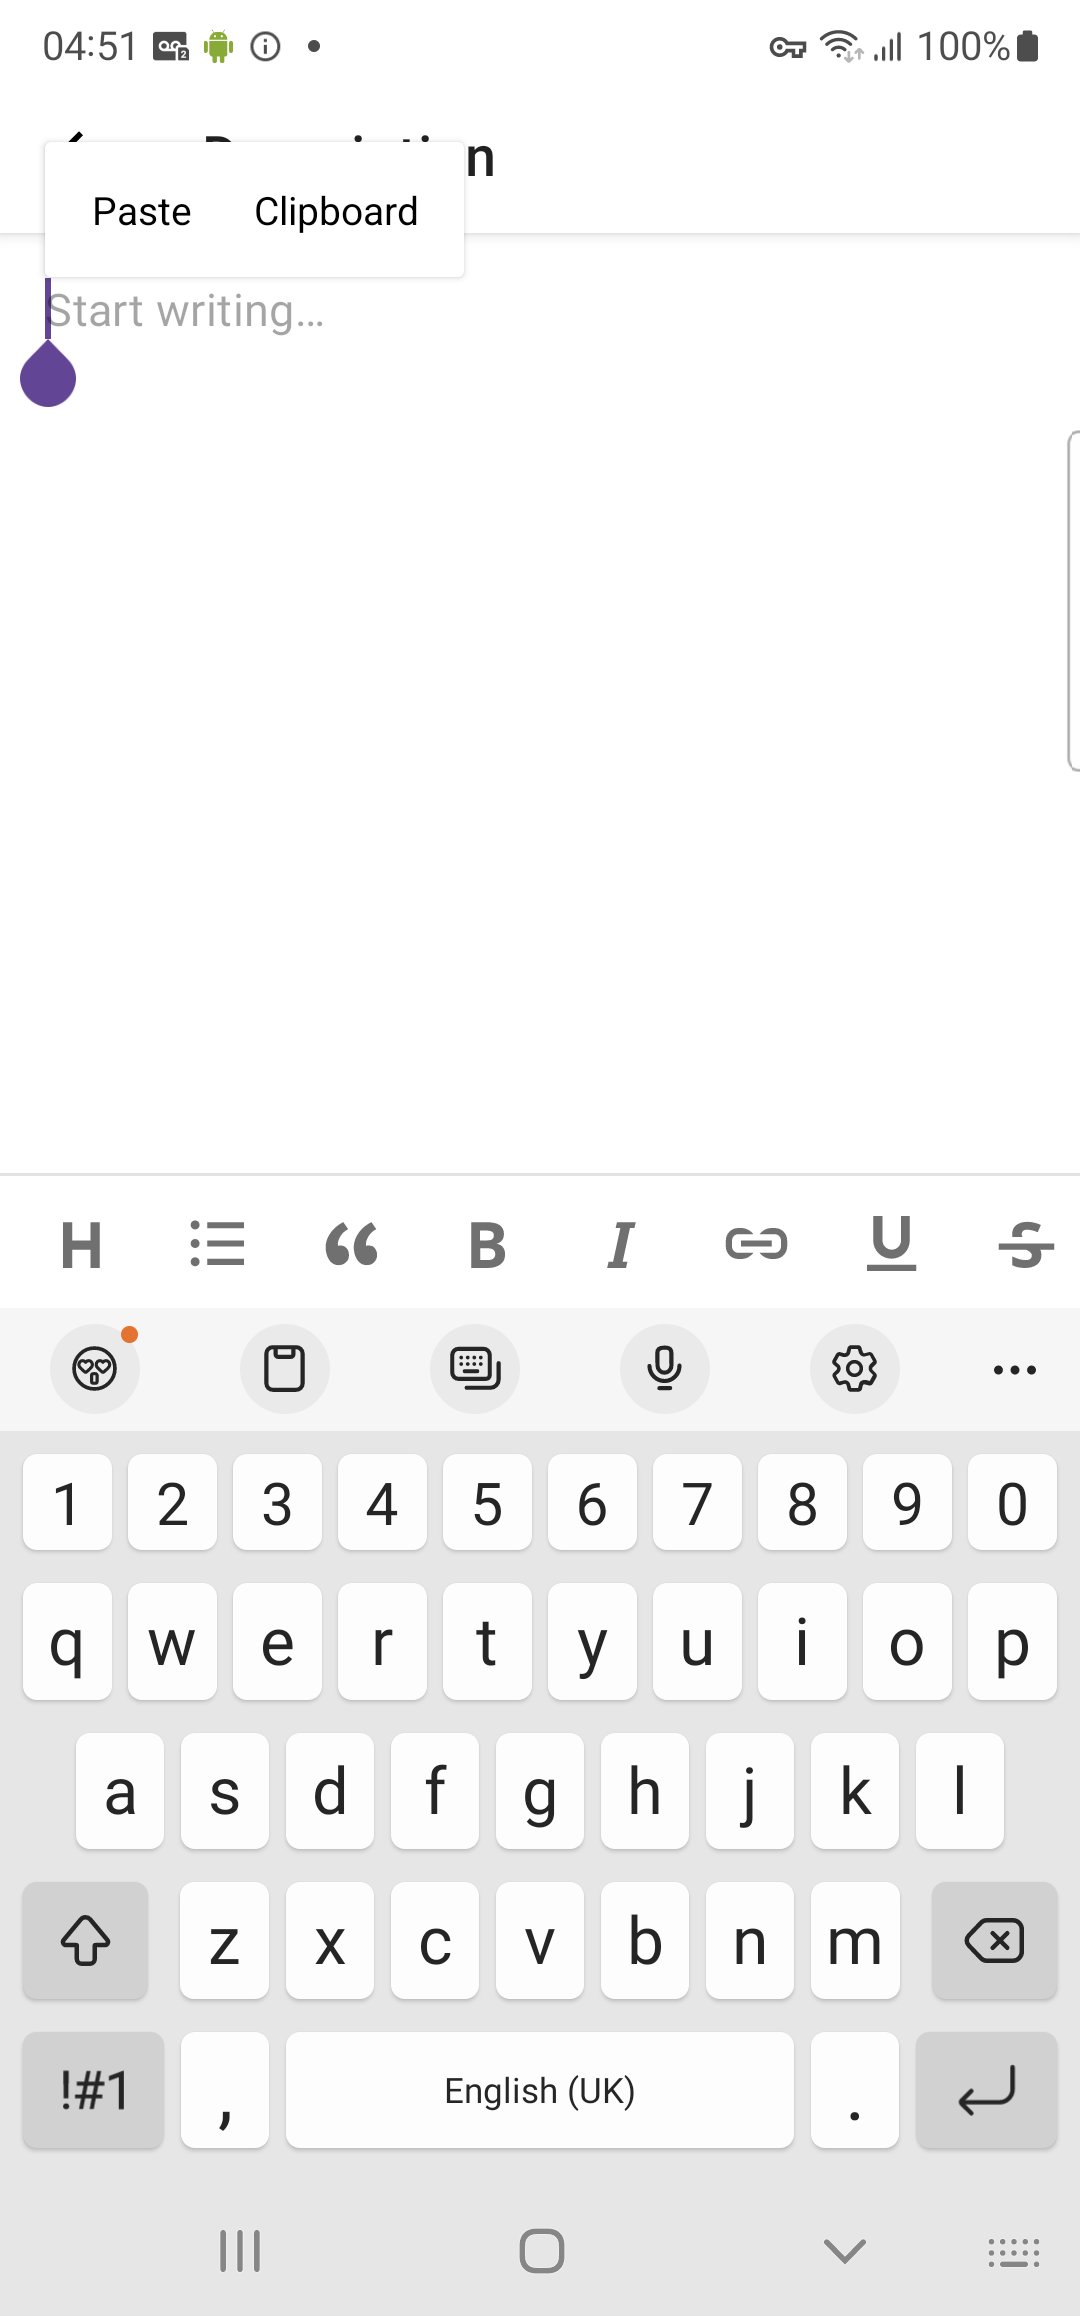 04:51 100%
Description
Paste Clipboard
Start writing...
H B I U S
1 2 3 4 5 6 7 8 9 0
q w e r t y u i o p
a s d f g h j k l
z x c v b n m
!#1 , English (UK) .